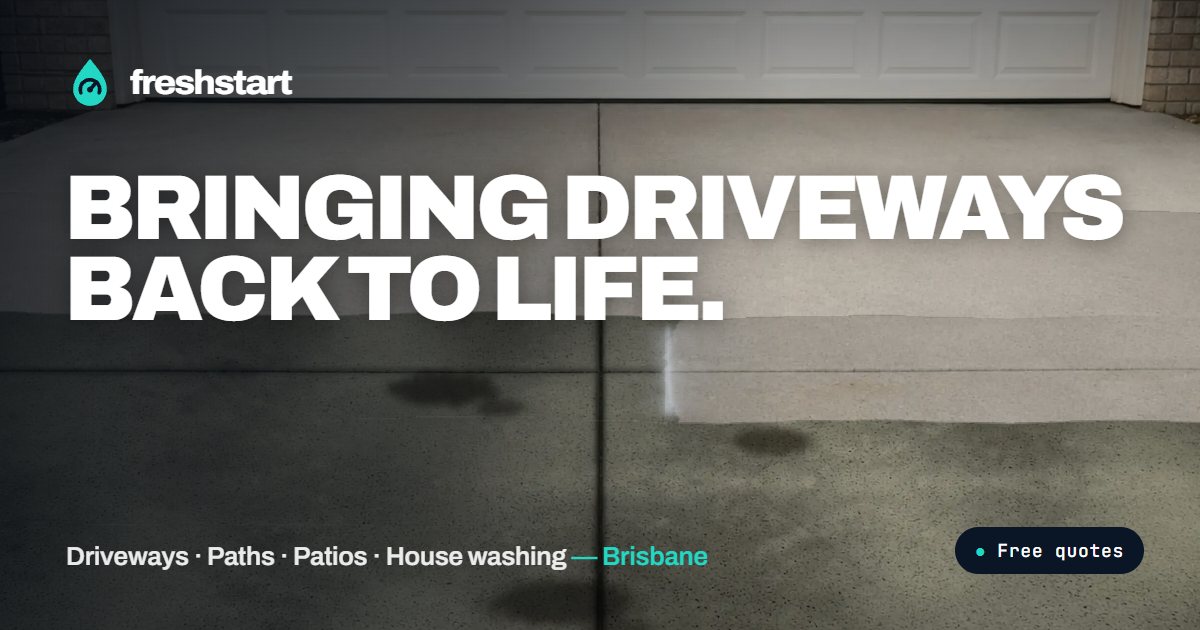 freshstart
BRINGING DRIVEWAYS
BACK TO LIFE.
Driveways · Paths · Patios · House washing — Brisbane
• Free quotes